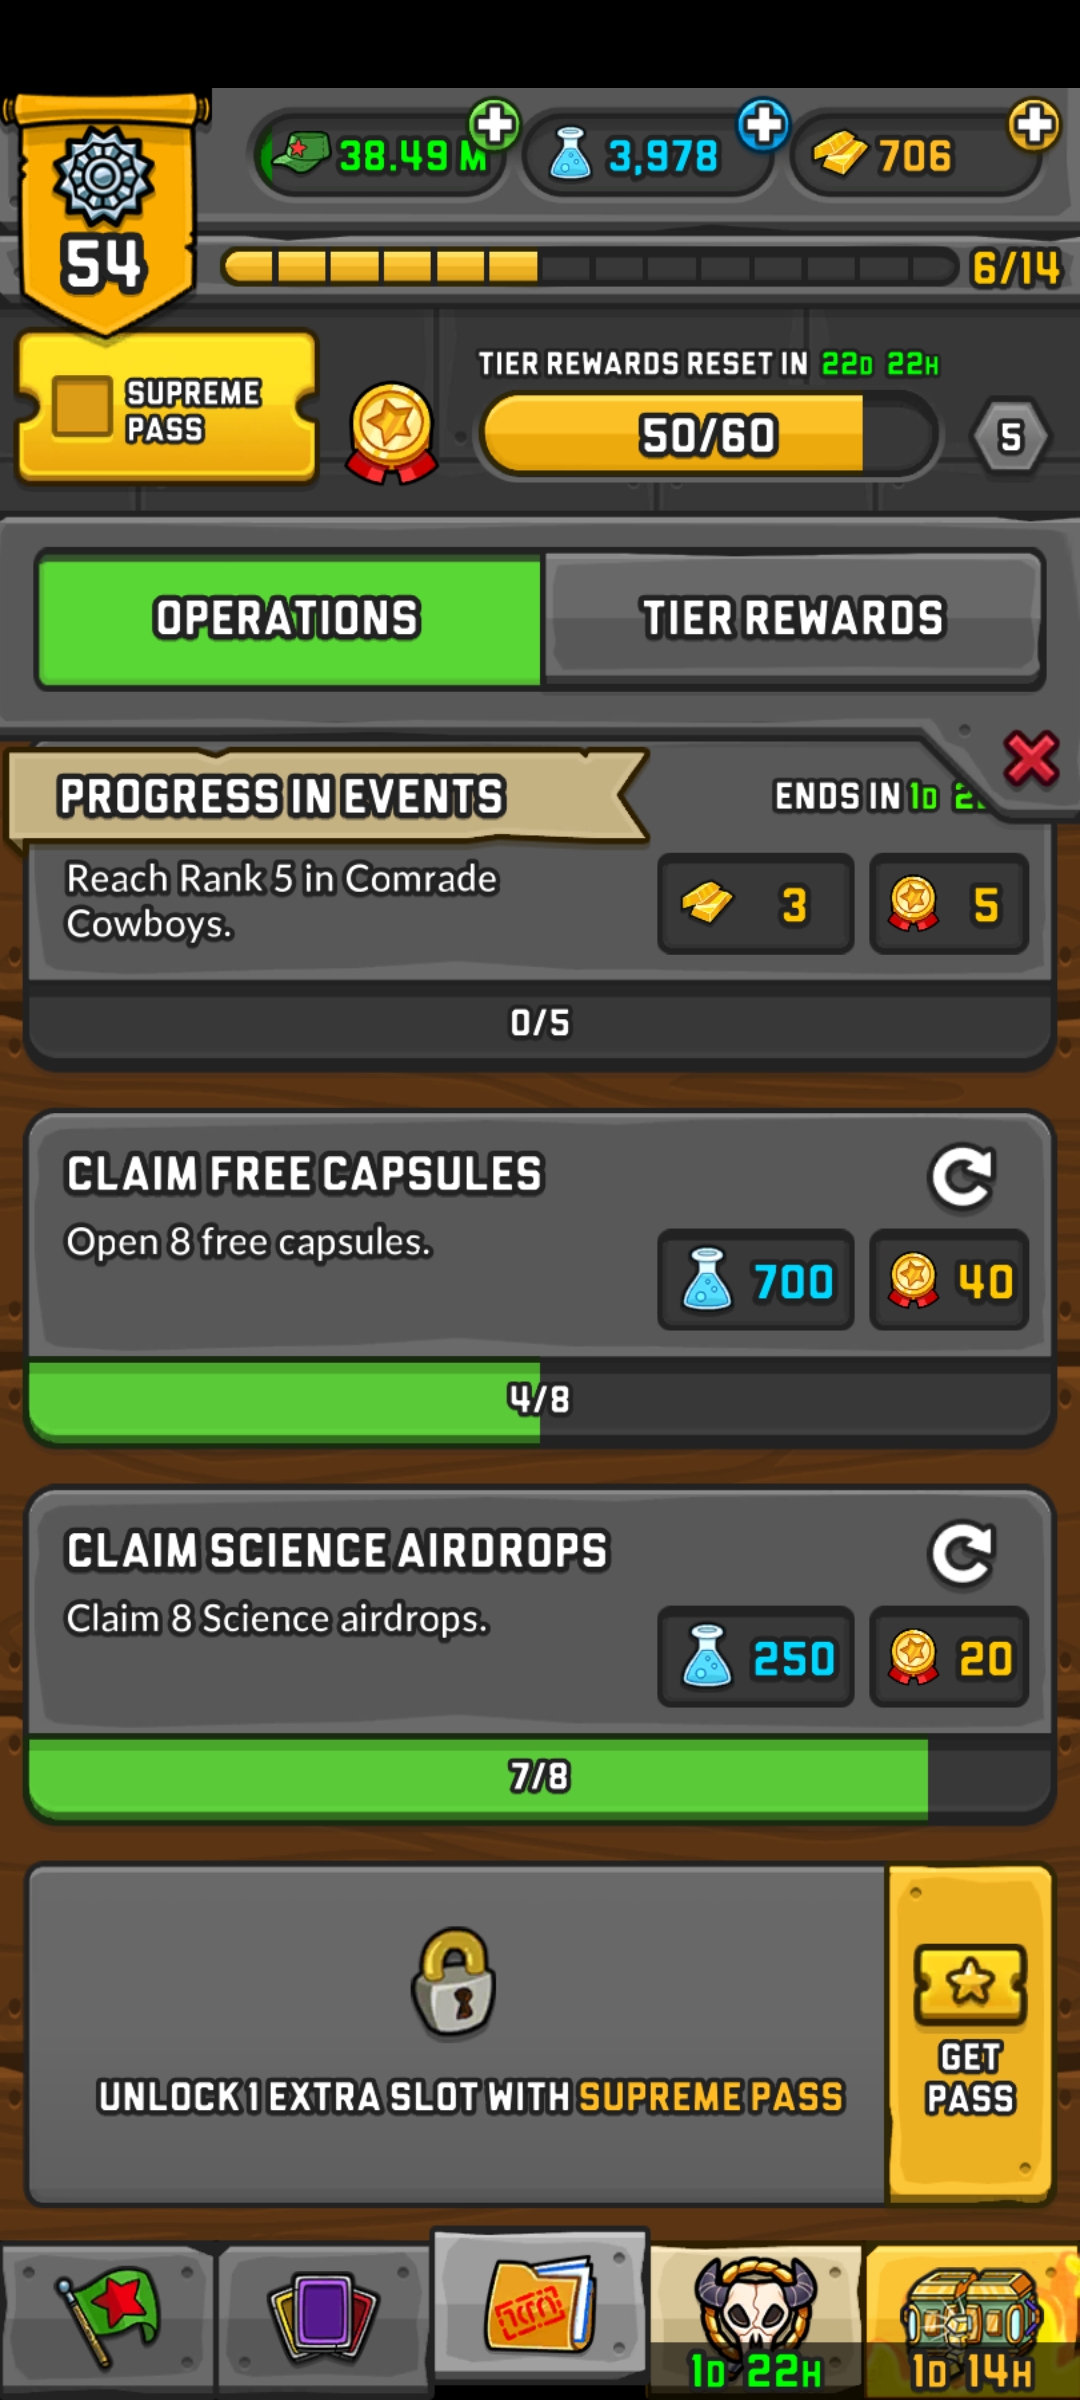 38.49 M
3,978
706
54
6/14
TIER REWARDS RESET IN 22D 22H
SUPREME
PASS
50/60
5
OPERATIONS
TIER REWARDS
PROGRESS IN EVENTS
ENDS IN 1D
Reach Rank 5 in Comrade
Cowboys.
3
5
0/5
CLAIM FREE CAPSULES
Open 8 free capsules.
700
40
4/8
CLAIM SCIENCE AIRDROPS
Claim 8 Science airdrops.
250
20
7/8
UNLOCK 1 EXTRA SLOT WITH SUPREME PASS
GET
PASS
1D 22H
1D 14H